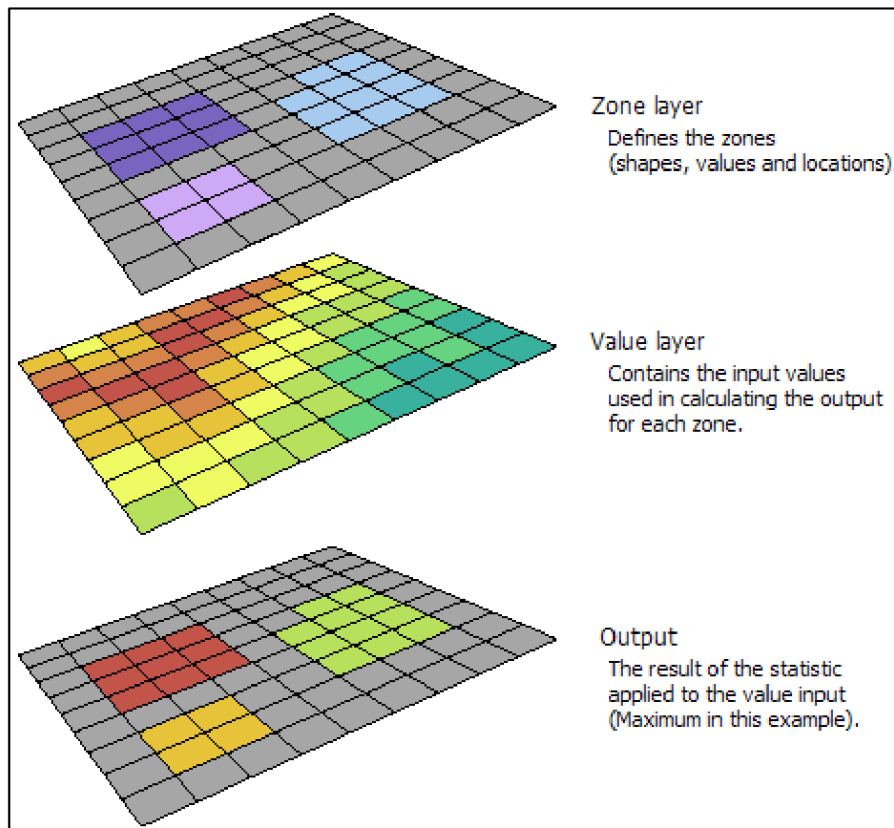 Zone layer
Defines the zones
(shapes, values and locations)
Value layer
Contains the input values
used in calculating the output
for each zone.
Output
The result of the statistic
applied to the value input
(Maximum in this example).